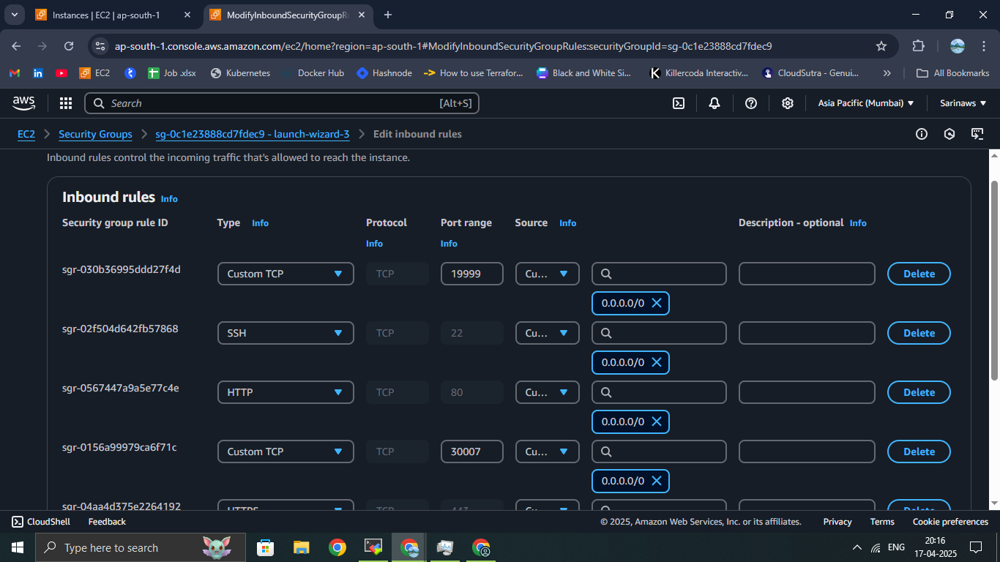 Instances | EC2 | ap-south-1
ModifyInboundSecurityGroupR
ap-south-1.console.aws.amazon.com/ec2/home?region=ap-south-1#ModifyInboundSecurityGroupRules:securityGroupId=sg-0c1e23888cd7fdec9
EC2 Job .xlsx Kubernetes Docker Hub Hashnode How to use Terrafor... Black and White Si... Killercoda Interactiv... CloudSutra - Genui... » All Bookmarks
aws Search [Alt+S] Asia Pacific (Mumbai) Sarinaws
EC2 > Security Groups > sg-0c1e23888cd7fdec9 - launch-wizard-3 > Edit inbound rules
Inbound rules control the incoming traffic that's allowed to reach the instance.
Inbound rules Info
Security group rule ID Type Info Protocol Port range Source Info Description - optional Info
Info Info
sgr-030b36995ddd27f4d Custom TCP TCP 19999 Cu... Delete
0.0.0.0/0
sgr-02f504d642fb57868 SSH TCP 22 Cu... Delete
0.0.0.0/0
sgr-0567447a9a5e77c4e HTTP TCP 80 Cu... Delete
0.0.0.0/0
sgr-0156a99979ca6f71c Custom TCP TCP 30007 Cu... Delete
0.0.0.0/0
sgr-04aa4d375e2264192 HTTPS TCP 443 Cu... Delete
CloudShell Feedback © 2025, Amazon Web Services, Inc. or its affiliates. Privacy Terms Cookie preferences
Type here to search ENG 20:16
17-04-2025